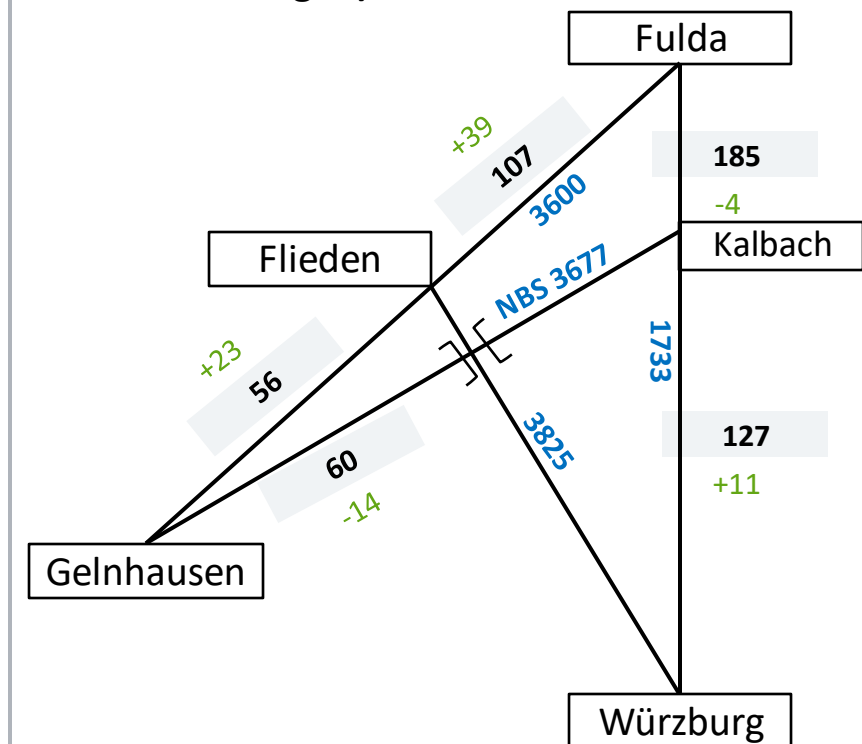 Fulda
+39
107
3600
185
-4
Flieden
Kalbach
NBS 3677
+23
56
1733
60
-14
3825
127
+11
Gelnhausen
Würzburg